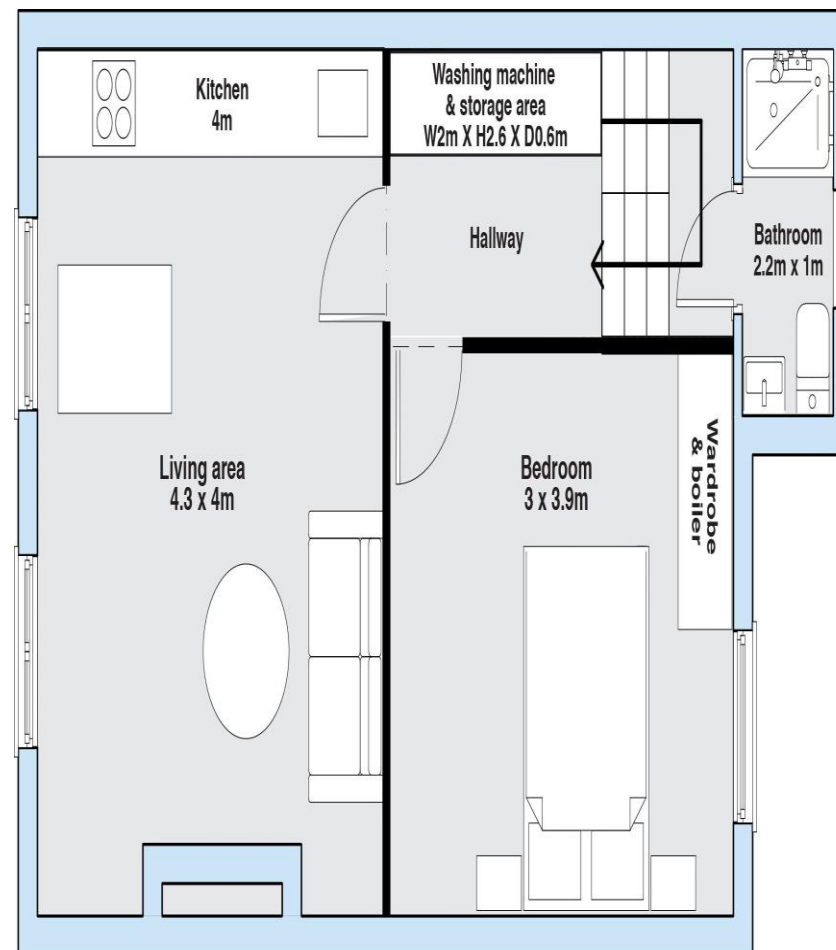 Kitchen
4m
Washing machine
& storage area
W2m X H2.6 X D0.6m
Hallway
Bathroom
2.2m x 1m
Living area
4.3 x 4m
Bedroom
3 x 3.9m
Wardrobe
& boiler